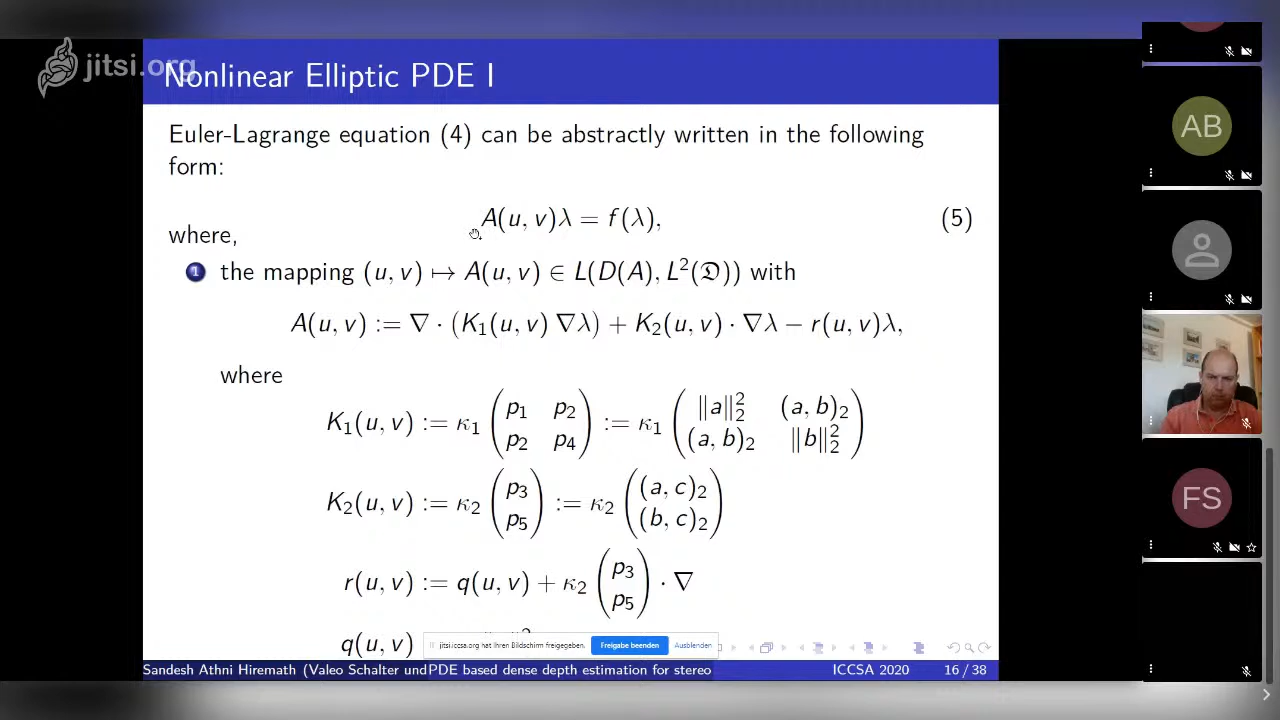 jitsi.org
Nonlinear Elliptic PDE I
Euler-Lagrange equation (4) can be abstractly written in the following
form:
A(u, v)λ = f(λ), (5)
where,
1 the mapping (u, v) ↦ A(u, v) ∈ L(D(A), L²(𝔇)) with
A(u, v) := ∇ · (K₁(u, v) ∇λ) + K₂(u, v) · ∇λ − r(u, v)λ,
where
K₁(u, v) := κ₁ (p₁ p₂ p₂ p₄) := κ₁ (‖a‖₂² (a, b)₂ (a, b)₂ ‖b‖₂²)
K₂(u, v) := κ₂ (p₃ p₅) := κ₂ ((a, c)₂ (b, c)₂)
r(u, v) := q(u, v) + κ₂ (p₃ p₅) · ∇
q(u, v)
jitsi.iccsa.org hat Ihren Bildschirm freigegeben. Freigabe beenden Ausblenden
Sandesh Athni Hiremath (Valeo Schalter und PDE based dense depth estimation for stereo ICCSA 2020 16 / 38
AB
FS